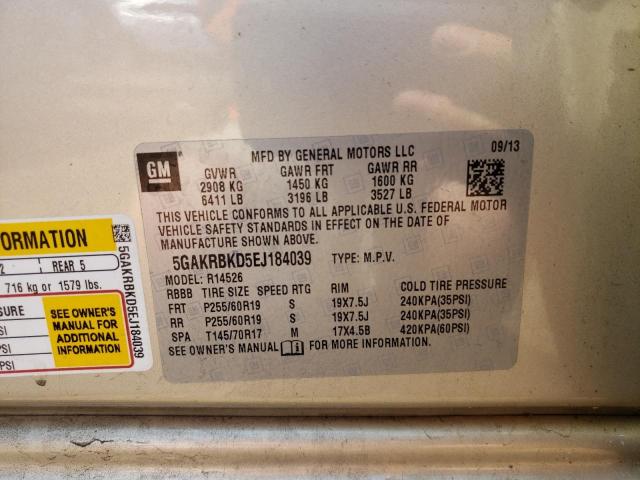 GM
MFD BY GENERAL MOTORS LLC 09/13
GVWR GAWR FRT GAWR RR
2908 KG 1450 KG 1600 KG
6411 LB 3196 LB 3527 LB
THIS VEHICLE CONFORMS TO ALL APPLICABLE U.S. FEDERAL MOTOR
VEHICLE SAFETY STANDARDS IN EFFECT ON THE DATE OF
MANUFACTURE SHOWN ABOVE.
5GAKRBKD5EJ184039 TYPE: M.P.V.
MODEL: R14526
RBBB TIRE SIZE SPEED RTG RIM COLD TIRE PRESSURE
FRT P255/60R19 S 19X7.5J 240KPA(35PSI)
RR P255/60R19 S 19X7.5J 240KPA(35PSI)
SPA T145/70R17 M 17X4.5B 420KPA(60PSI)
SEE OWNER'S MANUAL FOR MORE INFORMATION.
ORMATION
2 REAR 5
716 kg or 1579 lbs.
SURE
PSI
PSI
PSI
SEE OWNER'S
MANUAL FOR
ADDITIONAL
INFORMATION
5GAKRBKD5EJ184039